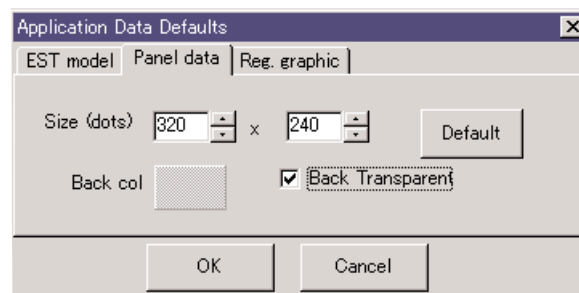 Application Data Defaults
EST model Panel data Reg. graphic
Size (dots) 320 x 240 Default
Back col Back Transparent
OK Cancel